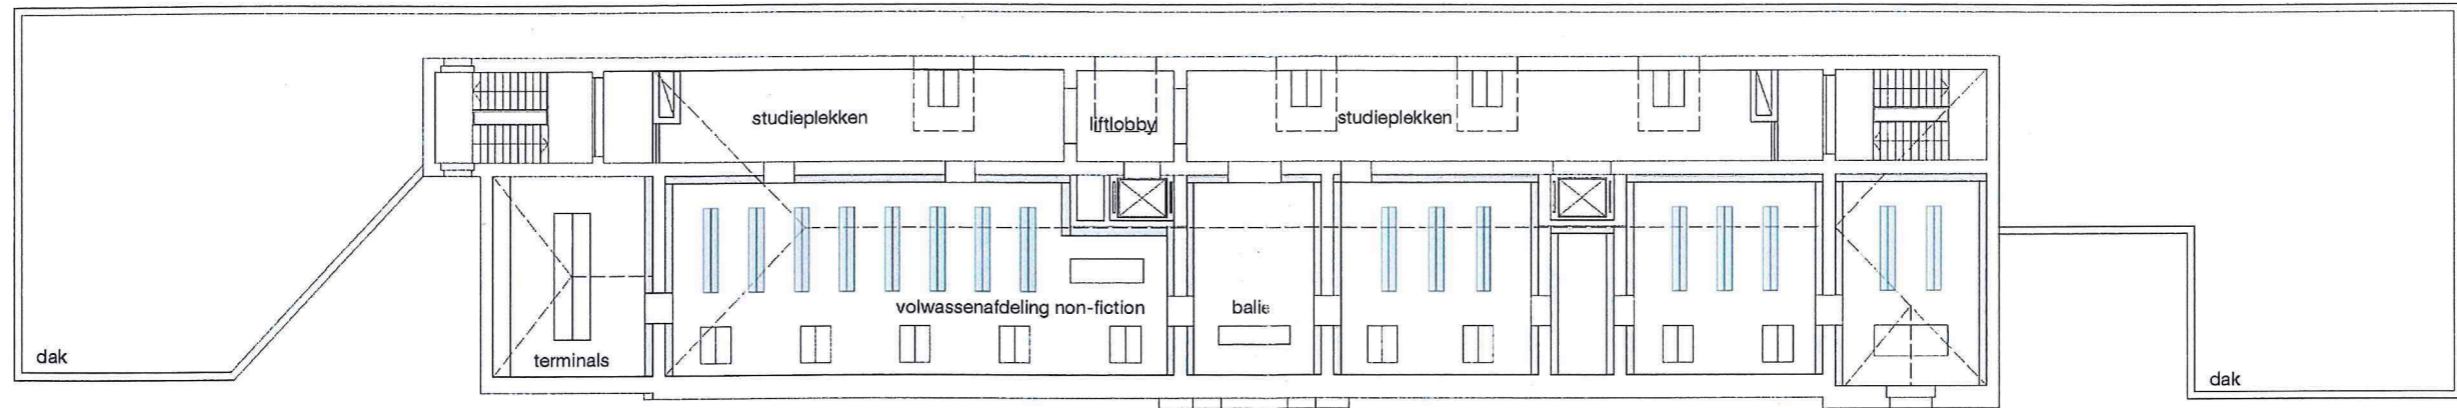 studieplekken
liftlobby
studieplekken
volwassenafdeling non-fiction
balie
dak
terminals
dak